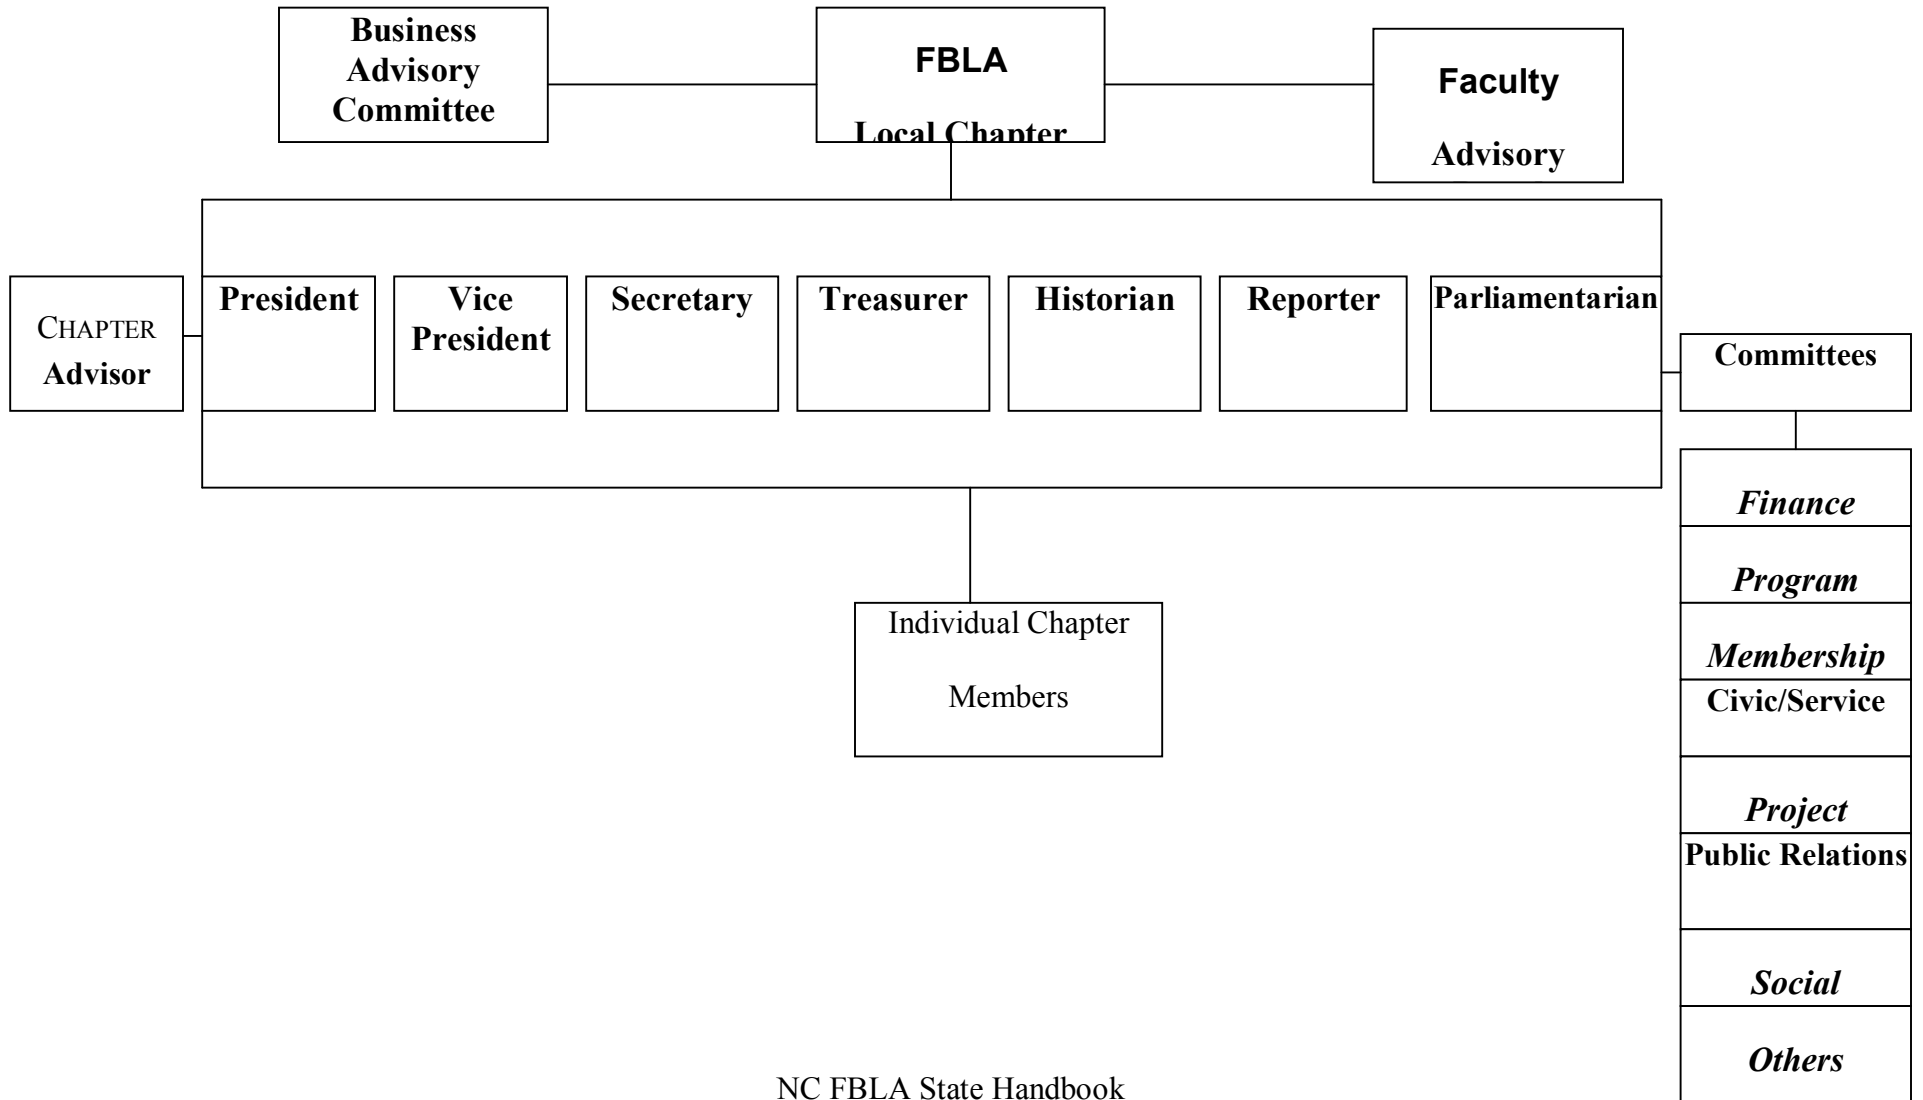 Business
Advisory
Committee
FBLA
Local Chapter
Faculty
Advisory
CHAPTER
Advisor
President
Vice
President
Secretary
Treasurer
Historian
Reporter
Parliamentarian
Committees
Finance
Program
Membership
Civic/Service
Project
Public Relations
Social
Others
Individual Chapter
Members
NC FBLA State Handbook